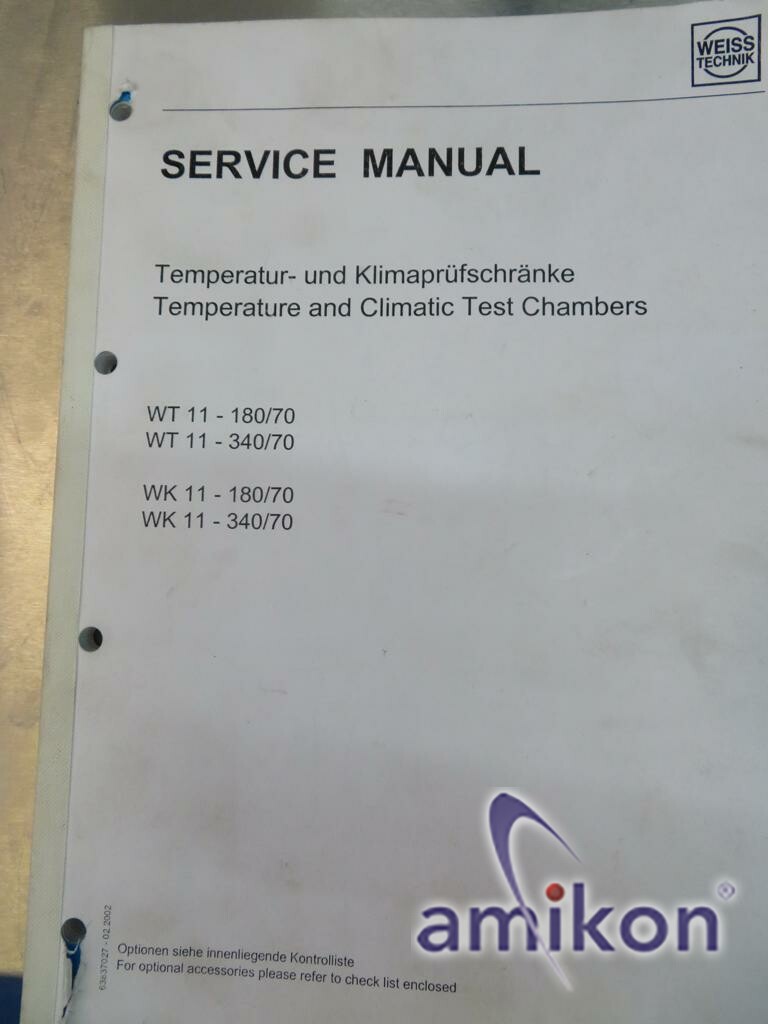 WEISS
TECHNIK
SERVICE MANUAL
Temperatur- und Klimaprüfschränke
Temperature and Climatic Test Chambers
WT 11 - 180/70
WT 11 - 340/70
WK 11 - 180/70
WK 11 - 340/70
amikon®
63837027 - 02.2002
Optionen siehe innenliegende Kontrolliste
For optional accessories please refer to check list enclosed